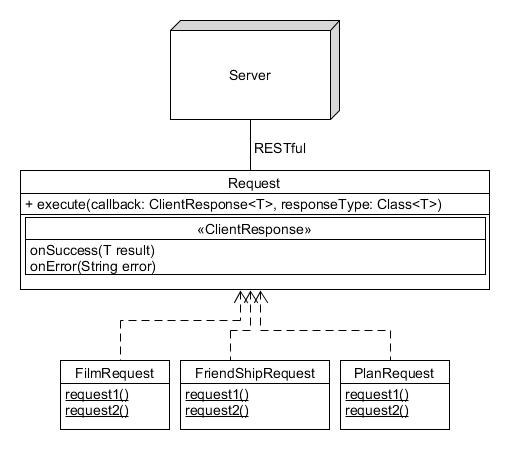 Server
RESTful
Request
+ execute(callback: ClientResponse<T>, responseType: Class<T>)
«ClientResponse»
onSuccess(T result)
onError(String error)
FilmRequest
request1()
request2()
FriendShipRequest
request1()
request2()
PlanRequest
request1()
request2()